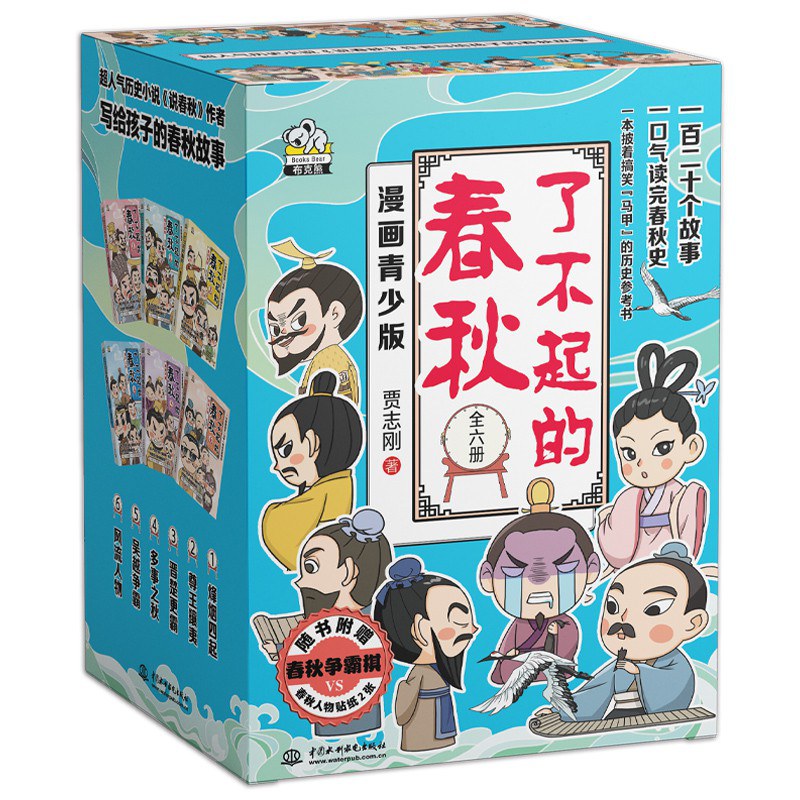 超人气历史小说《说春秋》作者
写给孩子的春秋故事
①烽烟四起
②尊王攘夷
③晋楚更霸
④多事之秋
⑤吴越争霸
⑥风流人物
Books Bear
布克熊
一百二十个故事
一口气读完春秋史
一本披着搞笑『马甲』的历史参考书
了不起的
春秋
全六册
漫画青少版
贾志刚 著
随书附赠
春秋争霸棋
VS
春秋人物贴纸2张
中国水利水电出版社
www.waterpub.com.cn